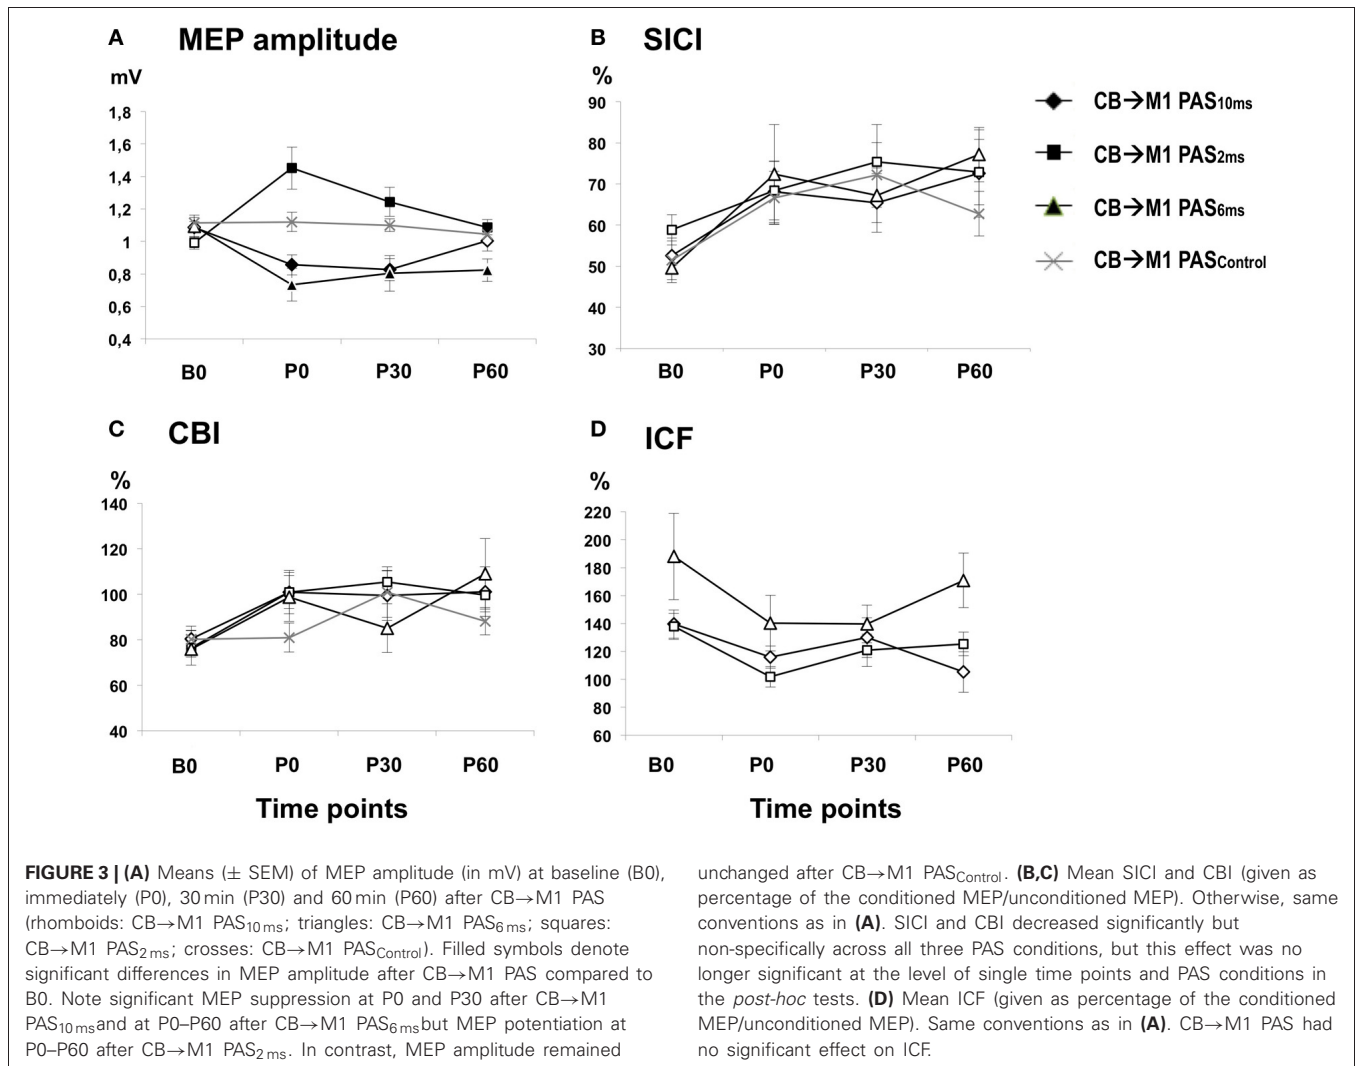 A MEP amplitude
mV
1,8
1,6
1,4
1,2
1
0,8
0,6
0,4
B0 P0 P30 P60
B SICI
%
90
80
70
60
50
40
30
B0 P0 P30 P60
CB→M1 PAS10ms
CB→M1 PAS2ms
CB→M1 PAS6ms
CB→M1 PASControl
C CBI
%
140
120
100
80
60
40
B0 P0 P30 P60
Time points
D ICF
%
220
200
180
160
140
120
100
80
60
B0 P0 P30 P60
Time points
FIGURE 3 | (A) Means (± SEM) of MEP amplitude (in mV) at baseline (B0),
immediately (P0), 30 min (P30) and 60 min (P60) after CB→M1 PAS
(rhomboids: CB→M1 PAS10 ms; triangles: CB→M1 PAS6 ms; squares:
CB→M1 PAS2 ms; crosses: CB→M1 PASControl). Filled symbols denote
significant differences in MEP amplitude after CB→M1 PAS compared to
B0. Note significant MEP suppression at P0 and P30 after CB→M1
PAS10 msand at P0–P60 after CB→M1 PAS6 msbut MEP potentiation at
P0–P60 after CB→M1 PAS2 ms. In contrast, MEP amplitude remained
unchanged after CB→M1 PASControl. (B,C) Mean SICI and CBI (given as
percentage of the conditioned MEP/unconditioned MEP). Otherwise, same
conventions as in (A). SICI and CBI decreased significantly but
non-specifically across all three PAS conditions, but this effect was no
longer significant at the level of single time points and PAS conditions in
the post-hoc tests. (D) Mean ICF (given as percentage of the conditioned
MEP/unconditioned MEP). Same conventions as in (A). CB→M1 PAS had
no significant effect on ICF.